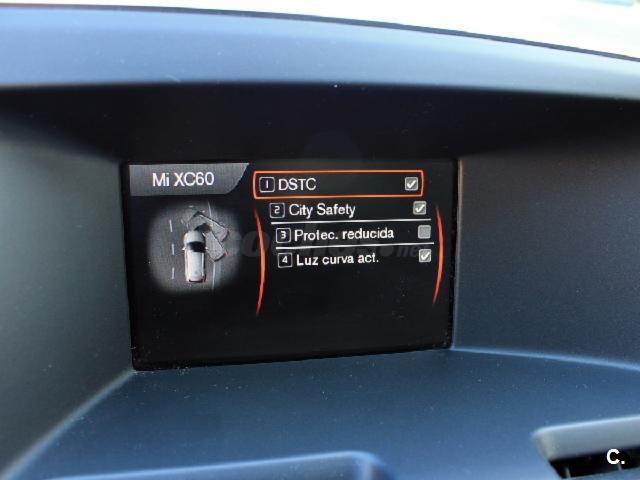 Mi XC60
1 DSTC
2 City Safety
3 Protec. reducida
4 Luz curva act.
C.